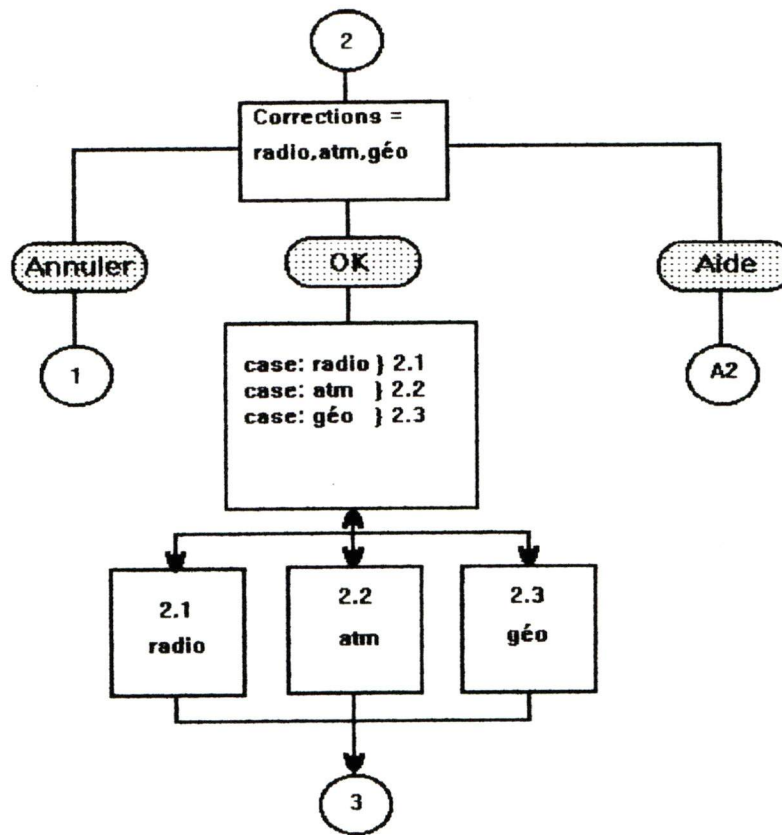 2
Corrections =
radio,atm,géo
Annuler
OK
Aide
1
case: radio } 2.1
case: atm } 2.2
case: géo } 2.3
A2
2.1
radio
2.2
atm
2.3
géo
3